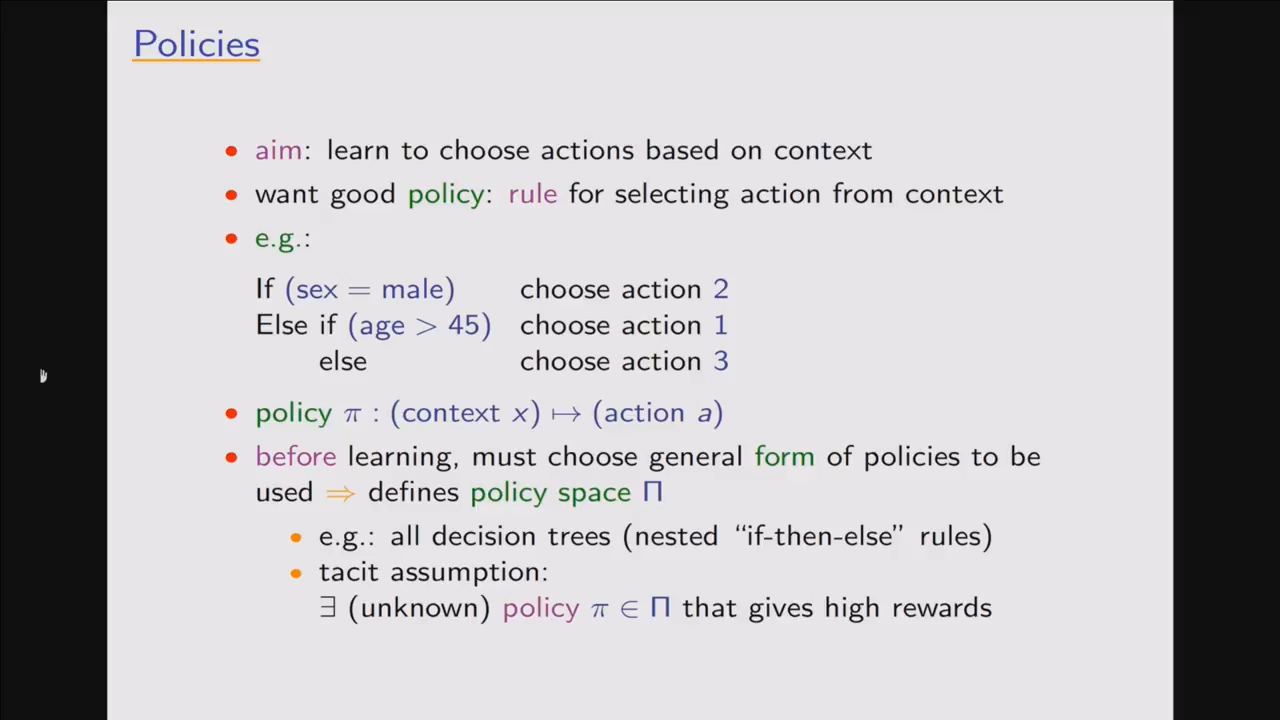 Policies
• aim: learn to choose actions based on context
• want good policy: rule for selecting action from context
• e.g.:
If (sex = male) choose action 2
Else if (age > 45) choose action 1
else choose action 3
• policy π : (context x) ↦ (action a)
• before learning, must choose general form of policies to be
used ⇒ defines policy space Π
• e.g.: all decision trees (nested “if-then-else” rules)
• tacit assumption:
∃ (unknown) policy π ∈ Π that gives high rewards